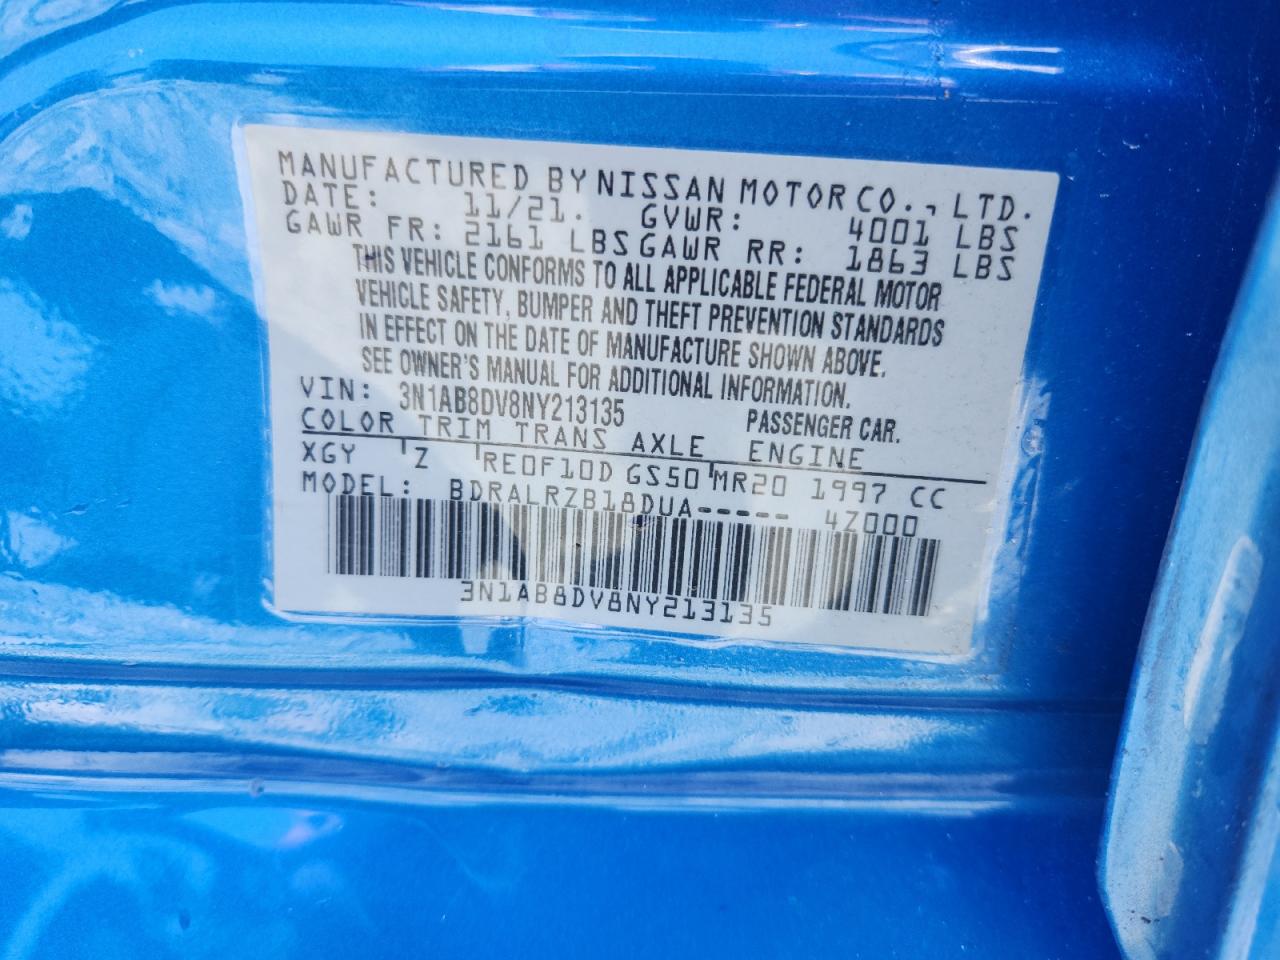 MANUFACTURED BY NISSAN MOTOR CO., LTD.
DATE: 11/21. GVWR: 4001 LBS
GAWR FR: 2161 LBS GAWR RR: 1863 LBS
THIS VEHICLE CONFORMS TO ALL APPLICABLE FEDERAL MOTOR
VEHICLE SAFETY, BUMPER AND THEFT PREVENTION STANDARDS
IN EFFECT ON THE DATE OF MANUFACTURE SHOWN ABOVE.
SEE OWNER'S MANUAL FOR ADDITIONAL INFORMATION.
VIN: 3N1AB8DV8NY213135 PASSENGER CAR.
COLOR TRIM TRANS AXLE ENGINE
XGY Z RE0F10D GS50 MR20 1997 CC
MODEL: BDRALRZB18DUA----- 4Z000
3N1AB8DV8NY213135